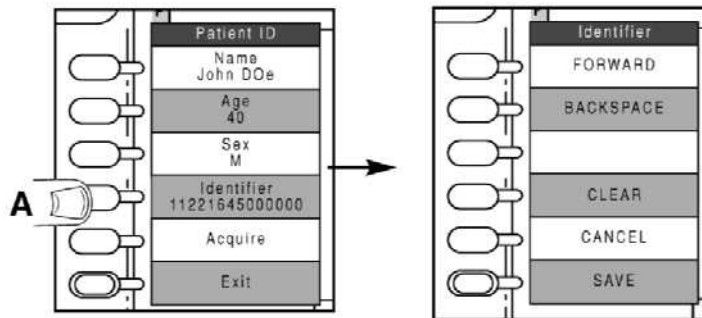 Patient ID
Name
John DOe
Age
40
Sex
M
Identifier
11221645000000
Acquire
Exit
A
Identifier
FORWARD
BACKSPACE
CLEAR
CANCEL
SAVE